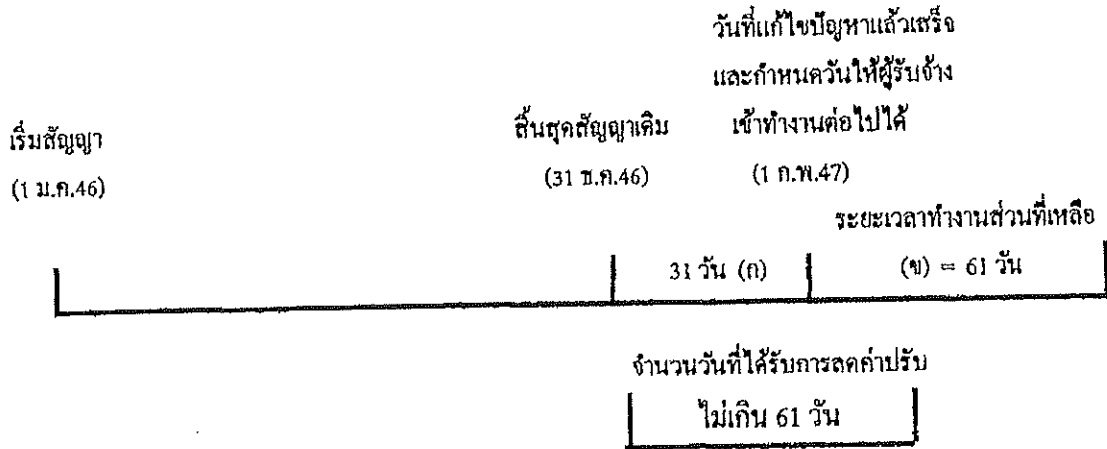 วันที่แก้ไขปัญหาแล้วเสร็จ
และกำหนดวันให้ผู้รับจ้าง
เข้าทำงานต่อไปได้
(1 ก.พ.47)
เริ่มสัญญา
(1 ม.ค.46)
สิ้นสุดสัญญาเดิม
(31 ธ.ค.46)
ระยะเวลาทำงานส่วนที่เหลือ
31 วัน (ก)
(ข) = 61 วัน
จำนวนวันที่ได้รับการลดค่าปรับ
ไม่เกิน 61 วัน